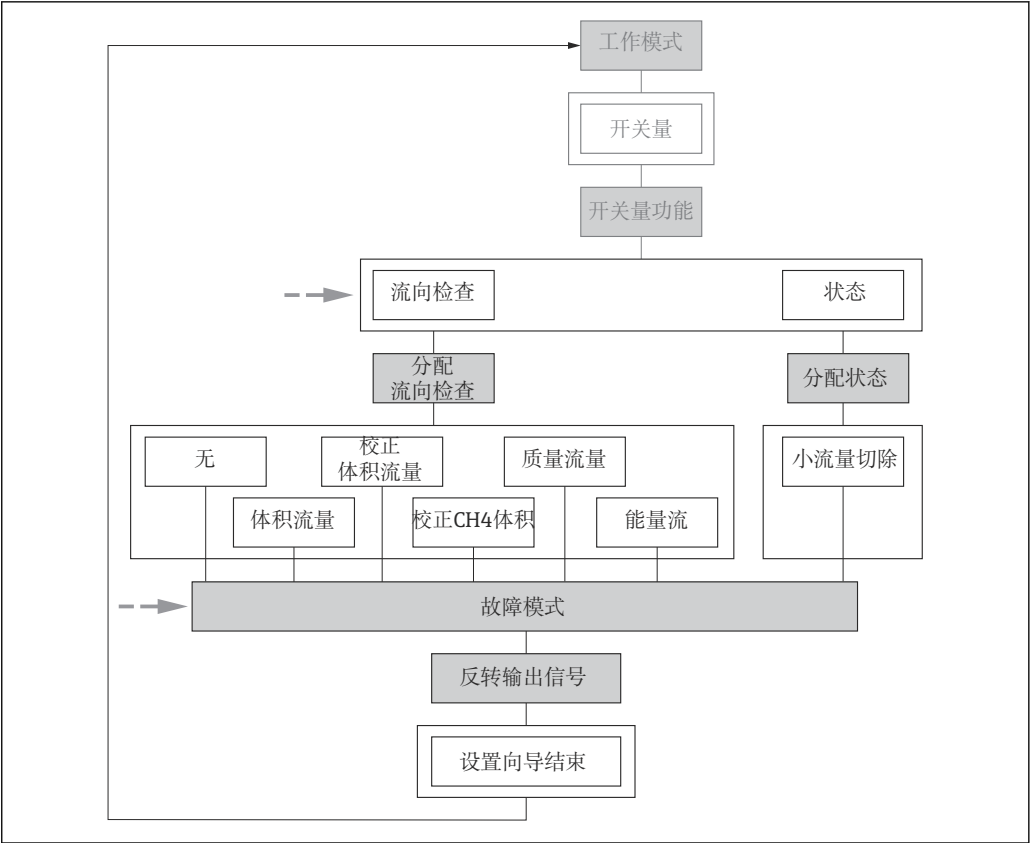 工作模式
开关量
开关量功能
流向检查
状态
分配
流向检查
分配状态
无
校正
体积流量
质量流量
小流量切除
体积流量
校正CH4体积
能量流
故障模式
反转输出信号
设置向导结束